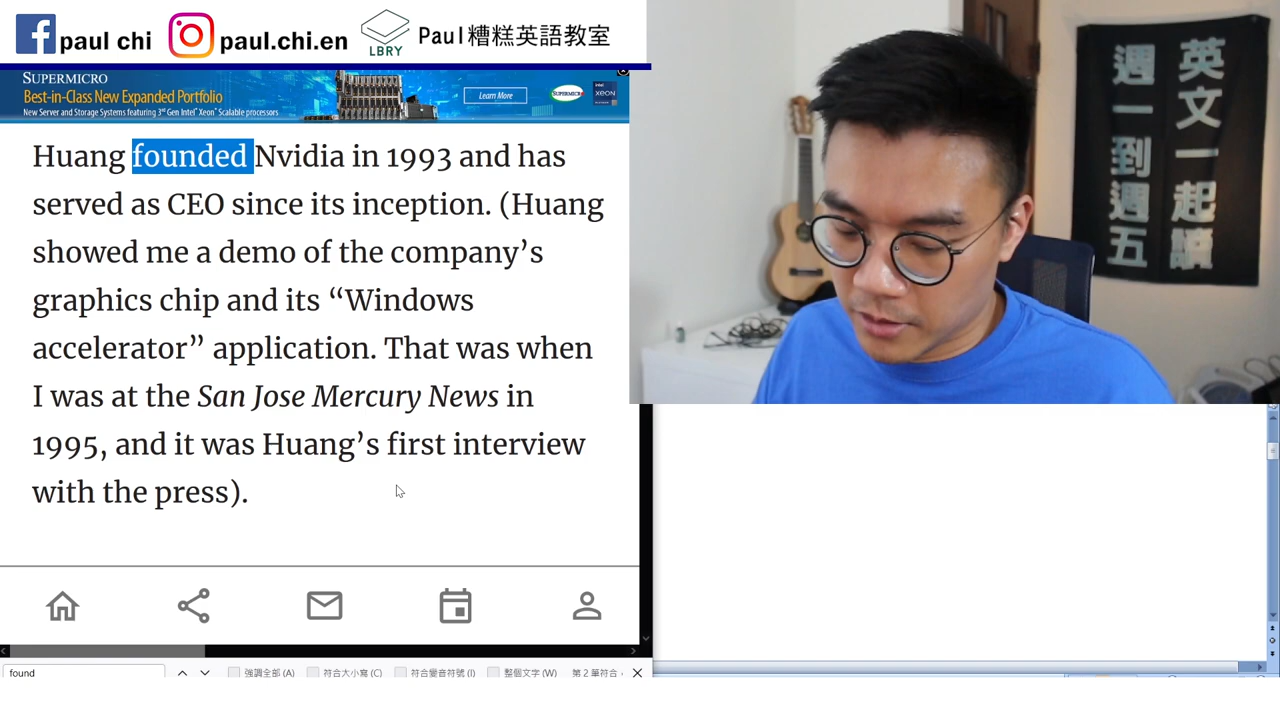 paul chi
paul.chi.en
LBRY
Paul糟糕英語教室
SUPERMICRO
Best-in-Class New Expanded Portfolio
New Server and Storage Systems featuring 3rd Gen Intel® Xeon® Scalable processors
Learn More
SUPERMICRO
intel
XEON
Huang founded Nvidia in 1993 and has
served as CEO since its inception. (Huang
showed me a demo of the company’s
graphics chip and its “Windows
accelerator” application. That was when
I was at the San Jose Mercury News in
1995, and it was Huang’s first interview
with the press).
英文一起讀
週一到週五
found
強調全部 (A)
符合大小寫 (C)
符合變音符號 (I)
整個文字 (W)
第 2 筆符合，